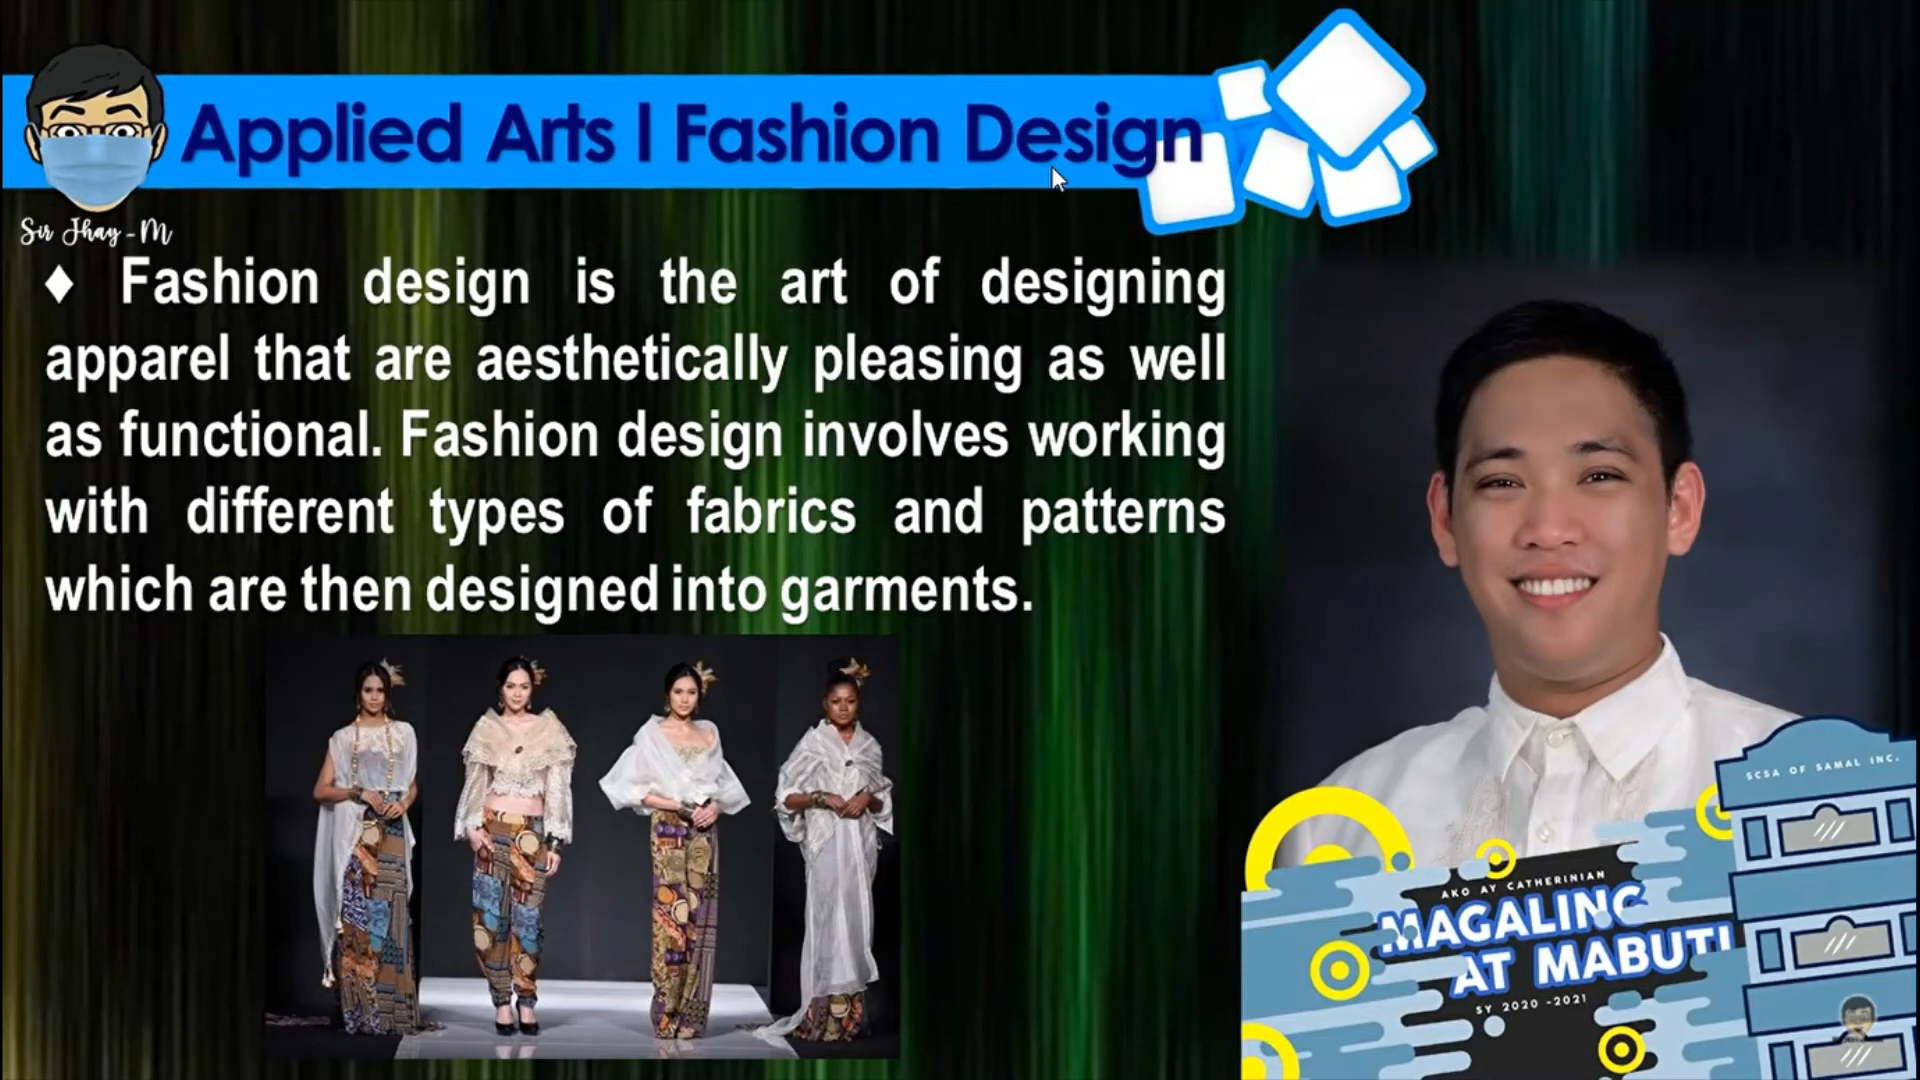 Applied Arts | Fashion Design
Sir Jhay-M
♦ Fashion design is the art of designing
apparel that are aesthetically pleasing as well
as functional. Fashion design involves working
with different types of fabrics and patterns
which are then designed into garments.
SCSA OF SAMAL INC.
AKO AY CATHERINIAN
MAGALING
AT MABUTI
SY 2020 -2021